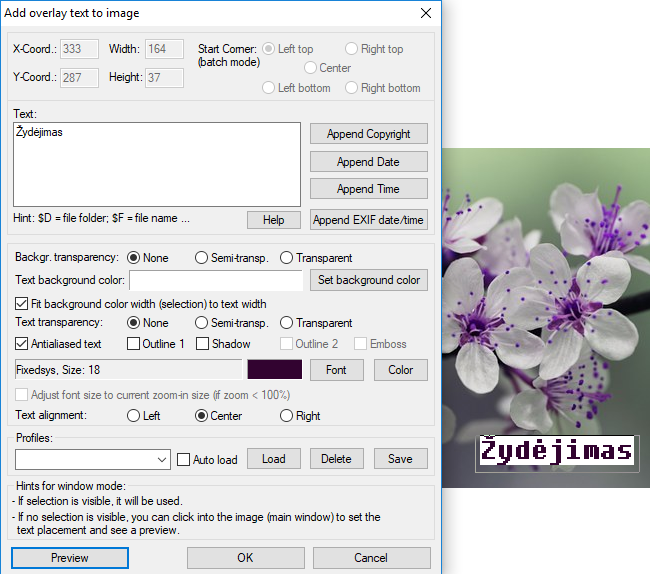 Add overlay text to image
X-Coord.: 333 Width: 164
Y-Coord.: 287 Height: 37
Start Corner:
(batch mode)
Left top Right top
Center
Left bottom Right bottom
Text:
Žydėjimas
Append Copyright
Append Date
Append Time
Hint: $D = file folder; $F = file name ...
Help
Append EXIF date/time
Backgr. transparency: None Semi-transp. Transparent
Text background color: Set background color
Fit background color width (selection) to text width
Text transparency: None Semi-transp. Transparent
Antialiased text Outline 1 Shadow Outline 2 Emboss
Fixedsys, Size: 18 Font Color
Adjust font size to current zoom-in size (if zoom < 100%)
Text alignment: Left Center Right
Profiles:
Auto load Load Delete Save
Hints for window mode:
- If selection is visible, it will be used.
- If no selection is visible, you can click into the image (main window) to set the
text placement and see a preview.
Preview OK Cancel
Žydėjimas